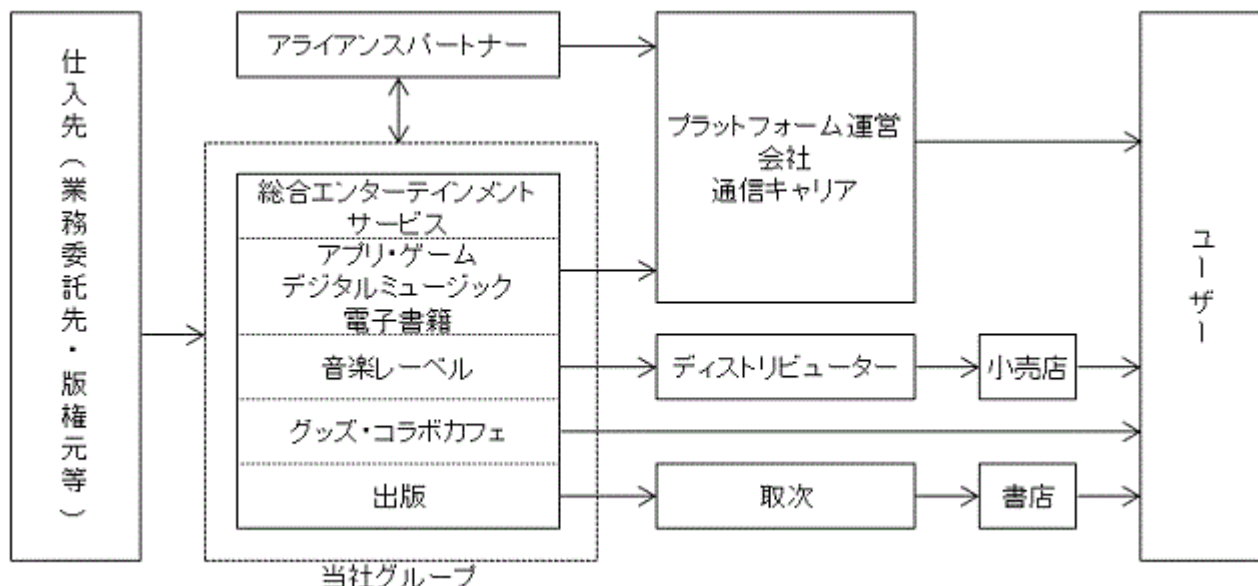 仕入先（業務委託先・版権元等）
アライアンスパートナー
プラットフォーム運営
会社
通信キャリア
総合エンターテインメント
サービス
アプリ・ゲーム
デジタルミュージック
電子書籍
音楽レーベル
ディストリビューター
小売店
グッズ・コラボカフェ
出版
取次
書店
ユーザー
当社グループ